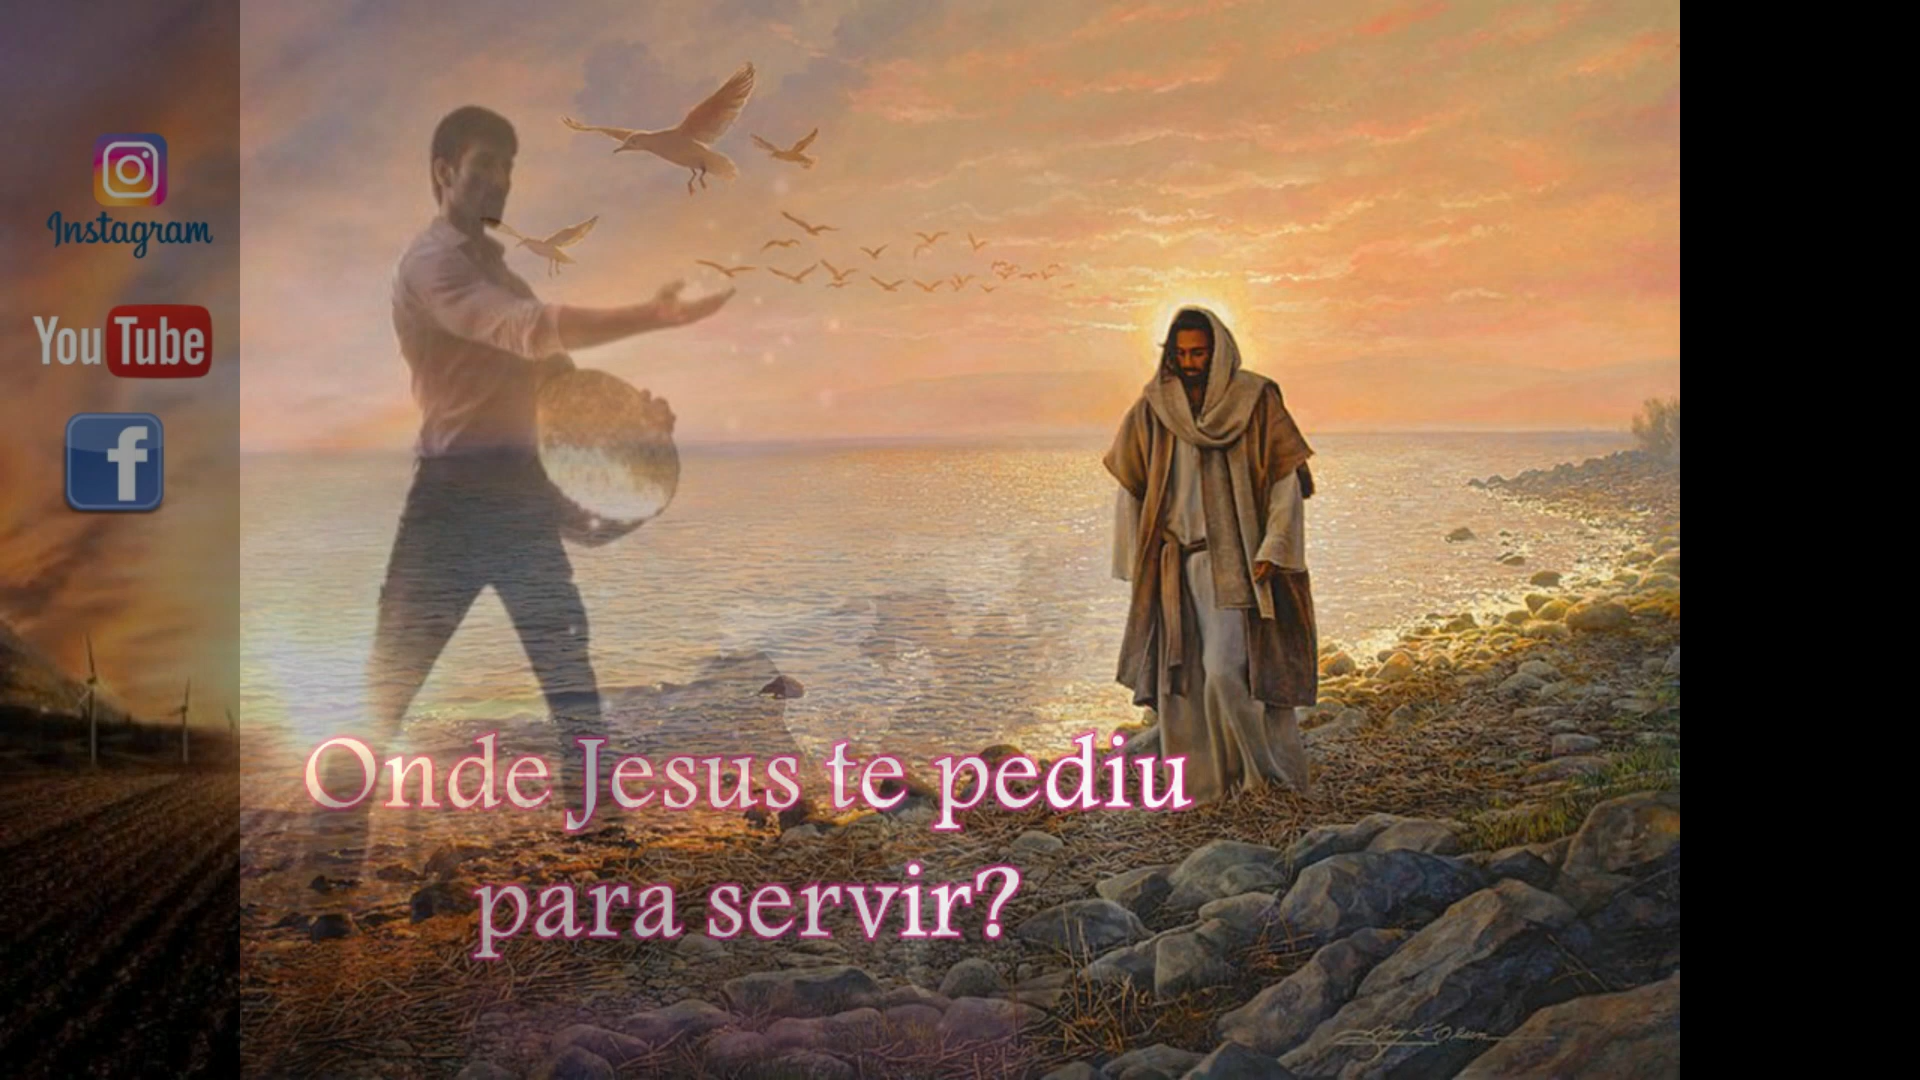 Instagram
YouTube
f
Onde Jesus te pediu
para servir?